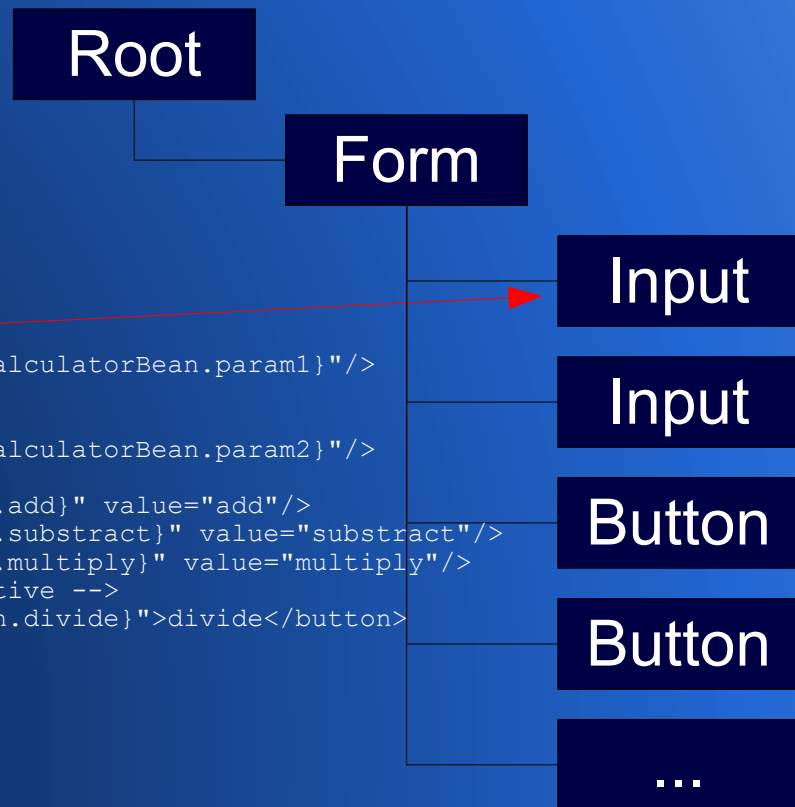 Root
Form
Input
alculatorBean.param1}"/>
Input
alculatorBean.param2}"/>
.add}" value="add"/>
.substract}" value="substract"/>
.multiply}" value="multiply"/>
tive -->
n.divide}">divide</button>
Button
Button
...